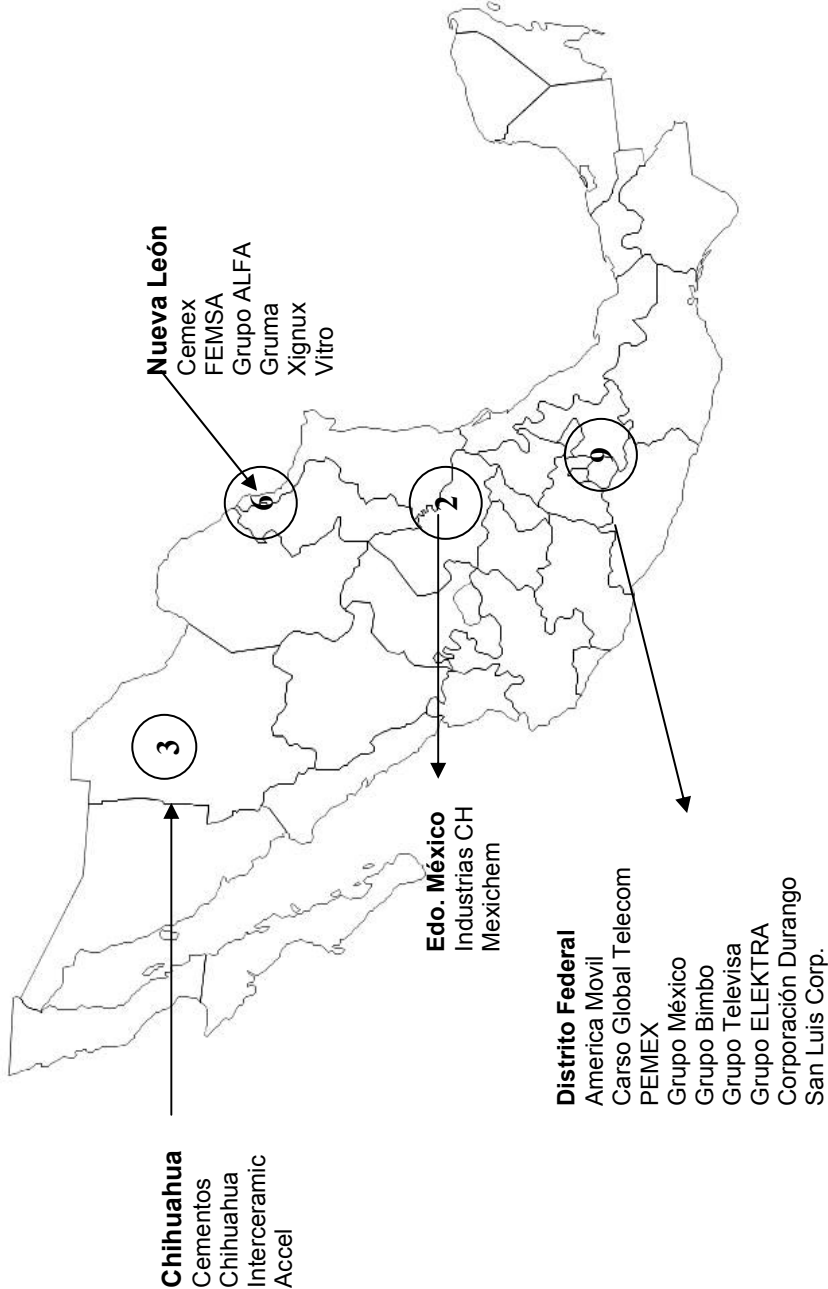 Nueva León
Cemex
FEMSA
Grupo ALFA
Gruma
Xignux
Vitro
6
3
2
9
Chihuahua
Cementos
Chihuahua
Interceramic
Accel
Edo. México
Industrias CH
Mexichem
Distrito Federal
America Movil
Carso Global Telecom
PEMEX
Grupo México
Grupo Bimbo
Grupo Televisa
Grupo ELEKTRA
Corporación Durango
San Luis Corp.